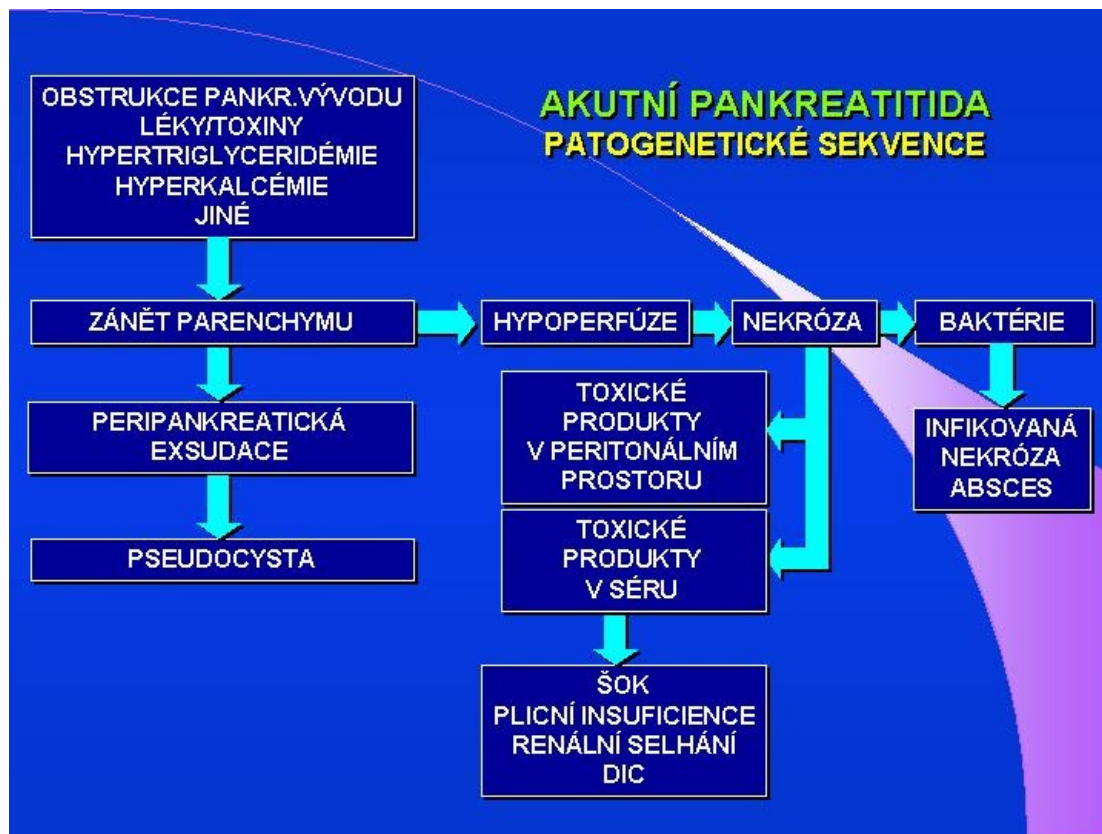 AKUTNÍ PANKREATITIDA
PATOGENETICKÉ SEKVENCE
OBSTRUKCE PANKR.VÝVODU
LÉKY/TOXINY
HYPERTRIGLYCERIDÉMIE
HYPERKALCÉMIE
JINÉ
ZÁNĚT PARENCHYMU
HYPOPERFÚZE
NEKRÓZA
BAKTÉRIE
PERIPANKREATICKÁ
EXSUDACE
TOXICKÉ
PRODUKTY
V PERITONÁLNÍM
PROSTORU
INFIKOVANÁ
NEKRÓZA
ABSCES
PSEUDOCYSTA
TOXICKÉ
PRODUKTY
V SÉRU
ŠOK
PLICNÍ INSUFICIENCE
RENÁLNÍ SELHÁNÍ
DIC